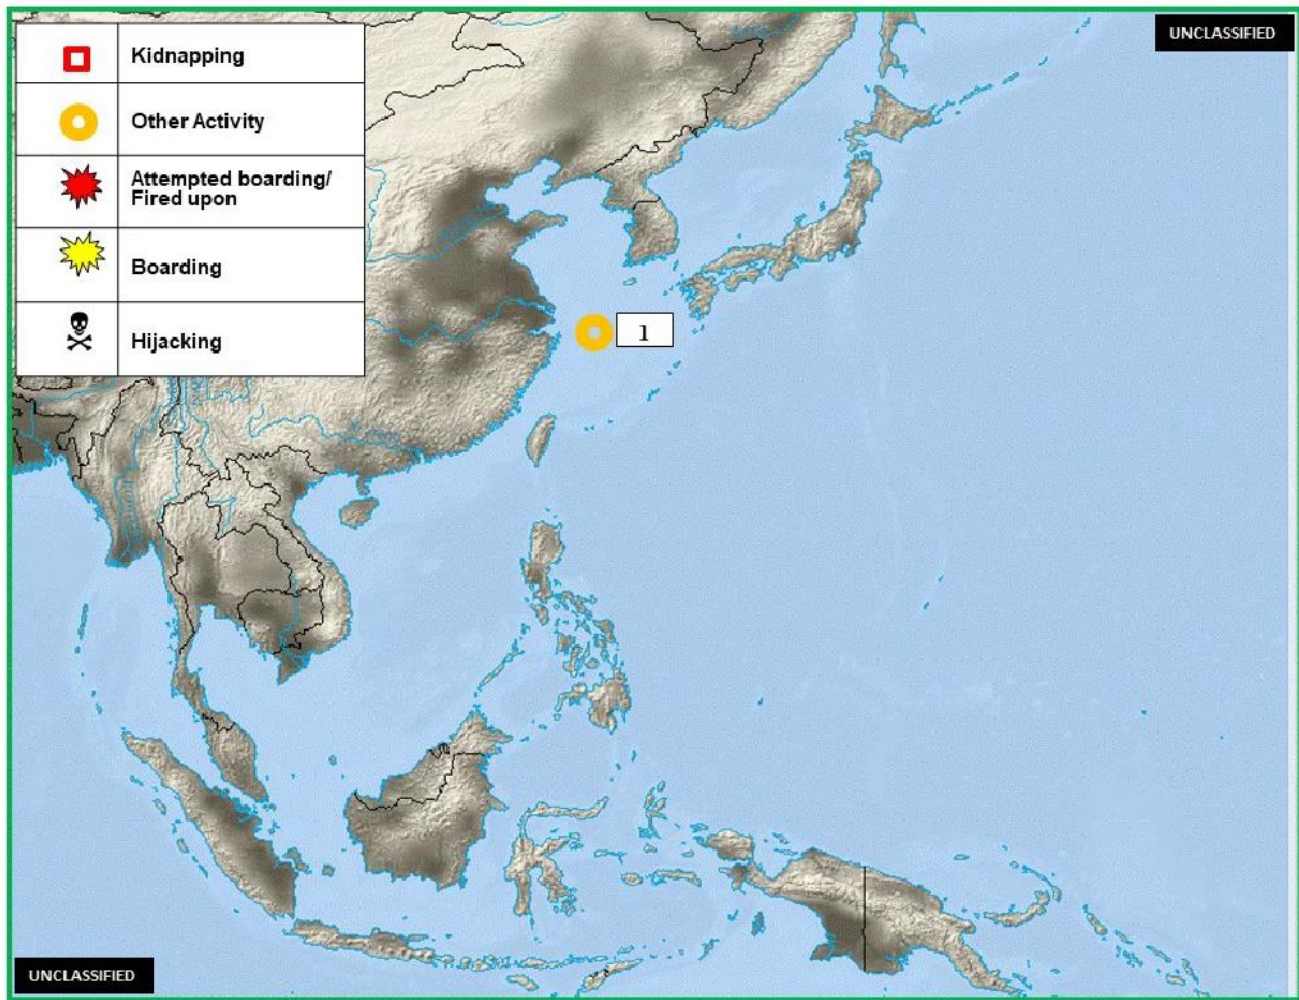 UNCLASSIFIED
Kidnapping
Other Activity
Attempted boarding/
Fired upon
Boarding
Hijacking
1
UNCLASSIFIED